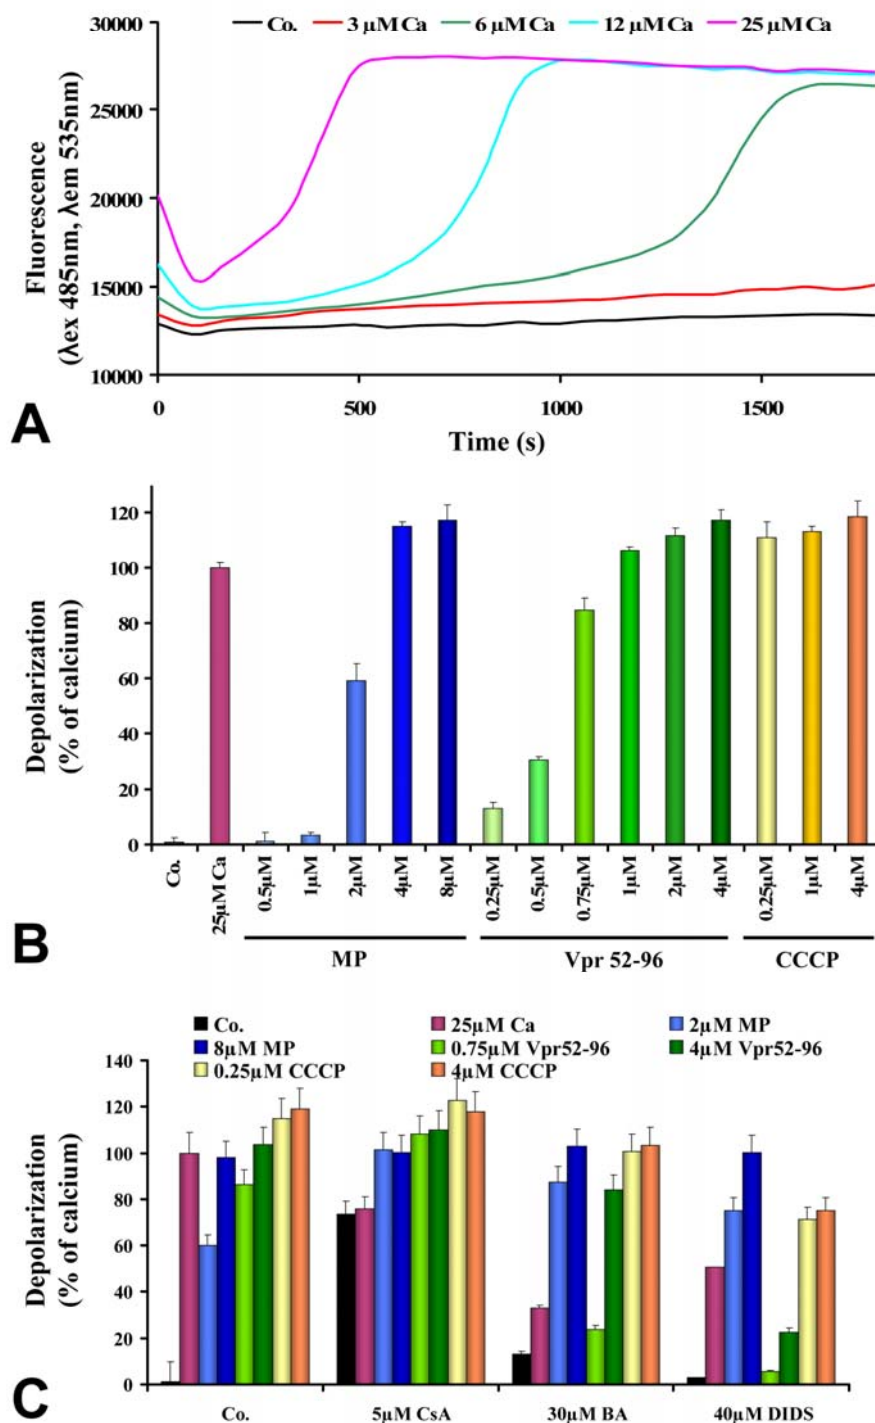 Co. 3 µM Ca 6 µM Ca 12 µM Ca 25 µM Ca
30000
25000
20000
15000
10000
Fluorescence
(λex 485nm, λem 535nm)
0 500 1000 1500
Time (s)
A
120
100
80
60
40
20
0
Depolarization
(% of calcium)
Co. 25µM Ca 0.5µM 1µM 2µM 4µM 8µM 0.25µM 0.5µM 0.75µM 1µM 2µM 4µM 0.25µM 1µM 4µM
MP Vpr 52-96 CCCP
B
Co. 25µM Ca 2µM MP
8µM MP 0.75µM Vpr52-96 4µM Vpr52-96
0.25µM CCCP 4µM CCCP
140
120
100
80
60
40
20
0
Depolarization
(% of calcium)
Co. 5µM CsA 30µM BA 40µM DIDS
C